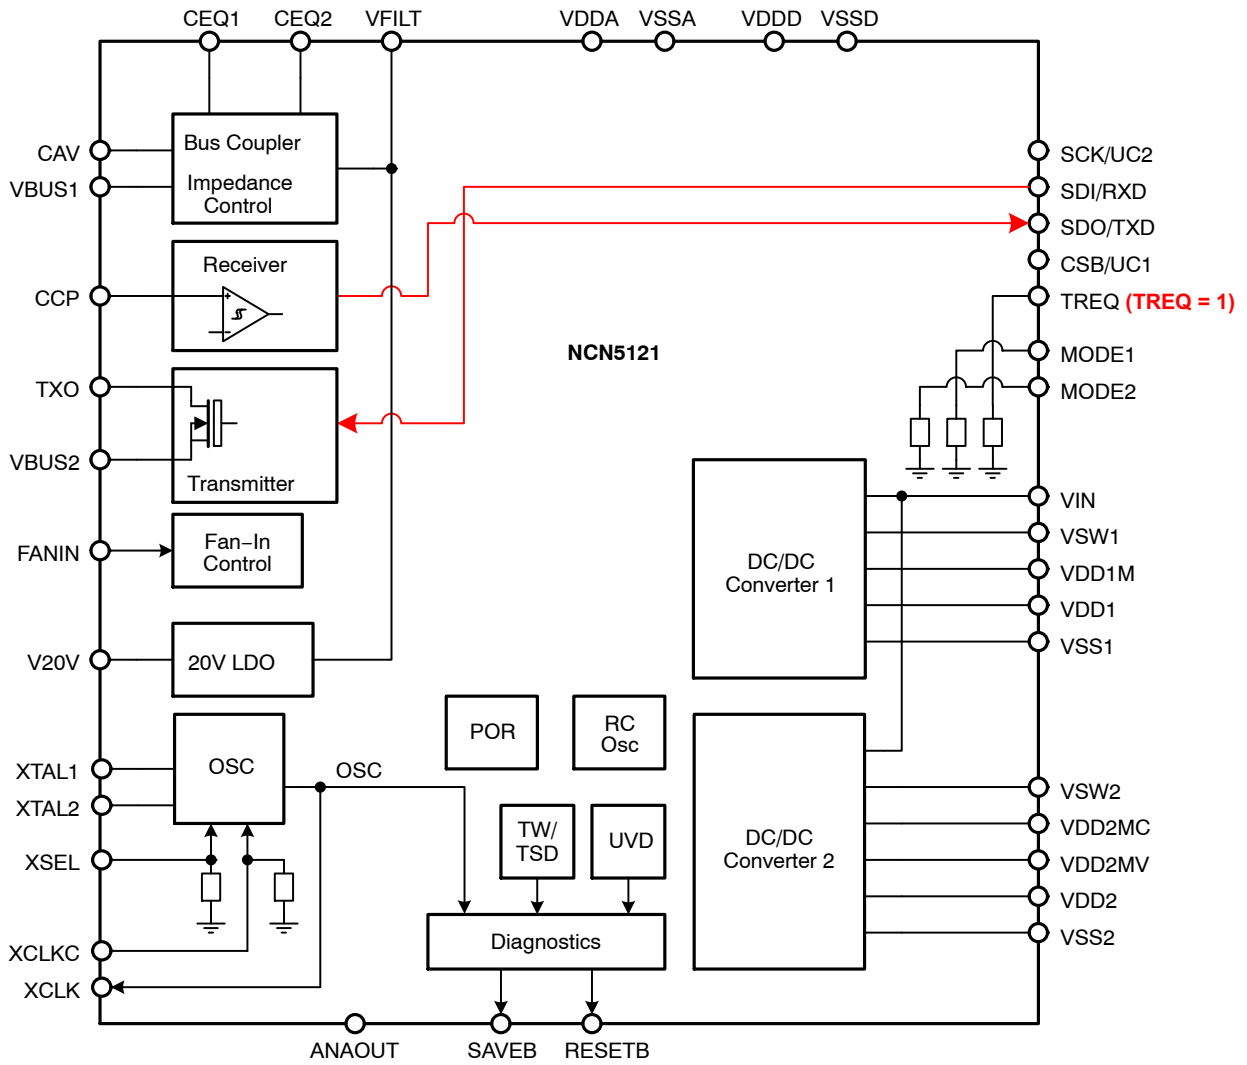 CEQ1 CEQ2 VFILT VDDA VSSA VDDD VSSD
CAV
VBUS1
Bus Coupler
Impedance
Control
SCK/UC2
SDI/RXD
SDO/TXD
CSB/UC1
TREQ (TREQ = 1)
MODE1
MODE2
CCP
Receiver
NCN5121
TXO
VBUS2
Transmitter
FANIN
Fan−In
Control
V20V
20V LDO
DC/DC
Converter 1
VIN
VSW1
VDD1M
VDD1
VSS1
POR
RC
Osc
XTAL1
XTAL2
OSC
OSC
XSEL
XCLKC
XCLK
TW/
TSD
UVD
Diagnostics
DC/DC
Converter 2
VSW2
VDD2MC
VDD2MV
VDD2
VSS2
ANAOUT SAVEB RESETB